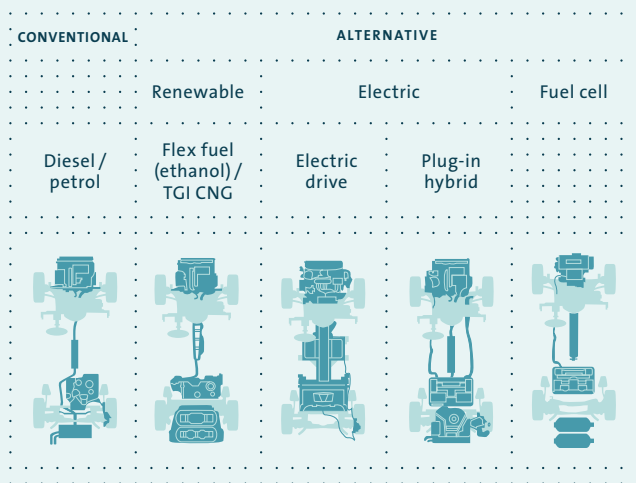 CONVENTIONAL
ALTERNATIVE
Renewable
Electric
Fuel cell
Diesel /
petrol
Flex fuel
(ethanol) /
TGI CNG
Electric
drive
Plug-in
hybrid